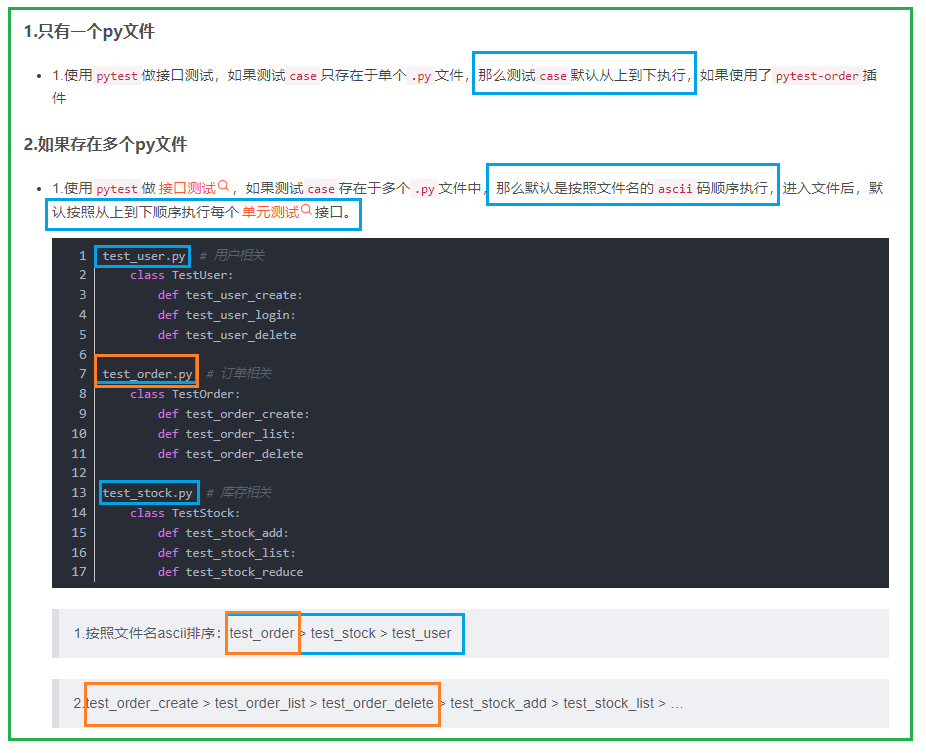 1.只有一个py文件
1.使用 pytest 做接口测试，如果测试 case 只存在于单个 .py 文件，那么测试 case 默认从上到下执行，如果使用了 pytest-order 插
件
2.如果存在多个py文件
1.使用 pytest 做 接口测试，如果测试 case 存在于多个 .py 文件中，那么默认是按照文件名的 ascii 码顺序执行，进入文件后，默
认按照从上到下顺序执行每个 单元测试 接口。
1 test_user.py # 用户相关
2 class TestUser:
3 def test_user_create:
4 def test_user_login:
5 def test_user_delete
6
7 test_order.py # 订单相关
8 class TestOrder:
9 def test_order_create:
10 def test_order_list:
11 def test_order_delete
12
13 test_stock.py # 库存相关
14 class TestStock:
15 def test_stock_add:
16 def test_stock_list:
17 def test_stock_reduce
1.按照文件名ascii排序：test_order > test_stock > test_user
2.test_order_create > test_order_list > test_order_delete > test_stock_add > test_stock_list > …